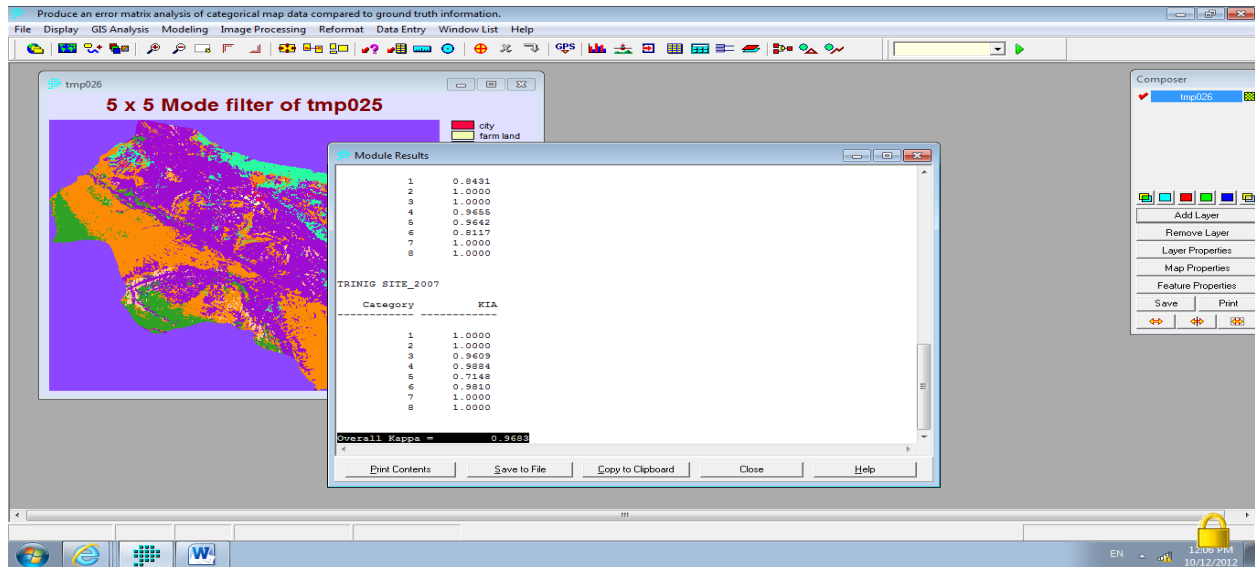 Produce an error matrix analysis of categorical map data compared to ground truth information.
File Display GIS Analysis Modeling Image Processing Reformat Data Entry Window List Help
GPS
tmp026
5 x 5 Mode filter of tmp025
city
farm land
Module Results
1 0.8431
2 1.0000
3 1.0000
4 0.9655
5 0.9642
6 0.8117
7 1.0000
8 1.0000
TRINIG SITE_2007
Category KIA
------------ ------------
1 1.0000
2 1.0000
3 0.9609
4 0.9884
5 0.7148
6 0.9810
7 1.0000
8 1.0000
Overall Kappa = 0.9683
Print Contents Save to File Copy to Clipboard Close Help
Composer
tmp026
Add Layer
Remove Layer
Layer Properties
Map Properties
Feature Properties
Save Print
EN
12:06 PM
10/12/2012